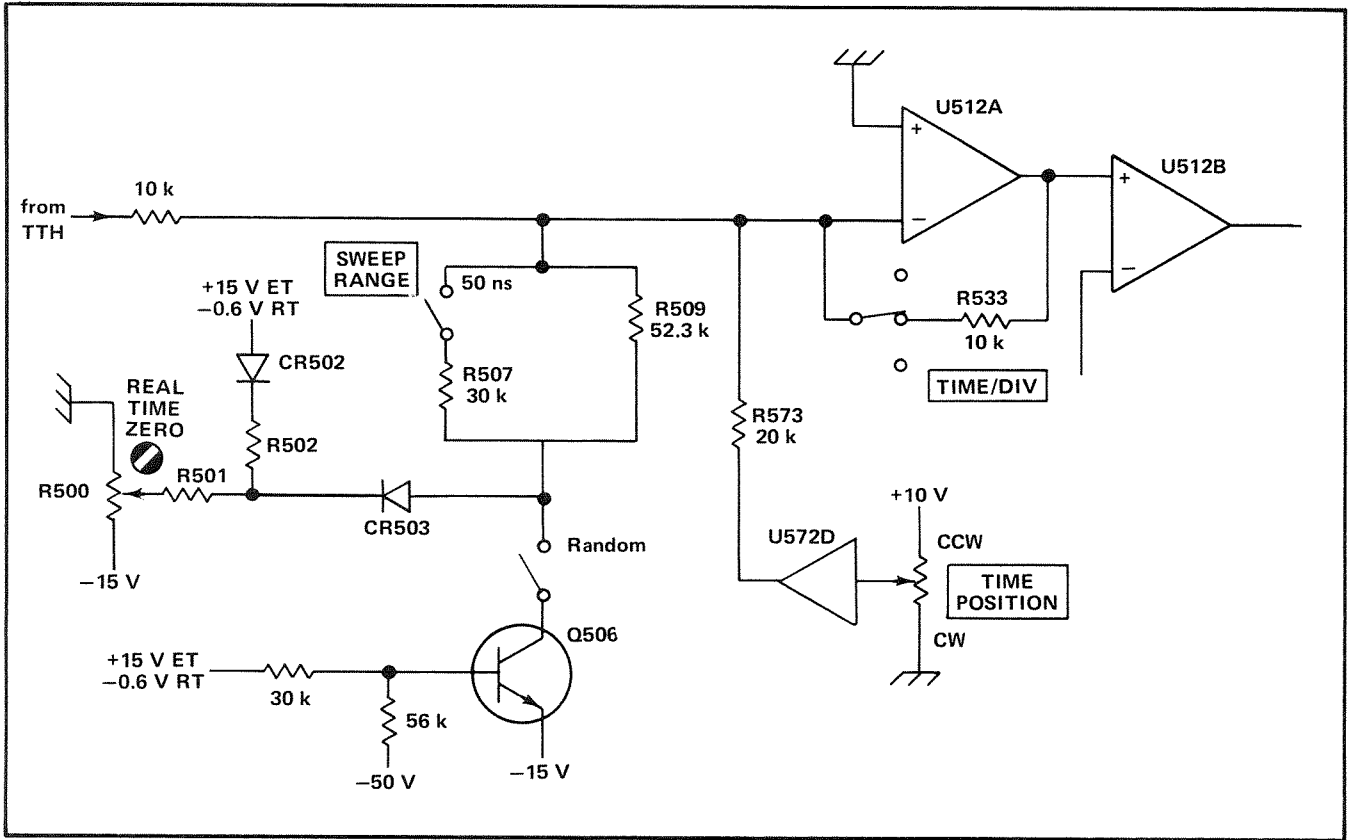 U512A
+
−
U512B
+
−
10 k
from
TTH
SWEEP
RANGE
50 ns
+15 V ET
−0.6 V RT
R509
52.3 k
R533
10 k
CR502
R507
30 k
TIME/DIV
REAL
TIME
ZERO
R573
20 k
R502
R501
R500
+10 V
CR503
U572D
CCW
Random
−15 V
TIME
POSITION
Q506
CW
+15 V ET
−0.6 V RT
30 k
56 k
−50 V
−15 V